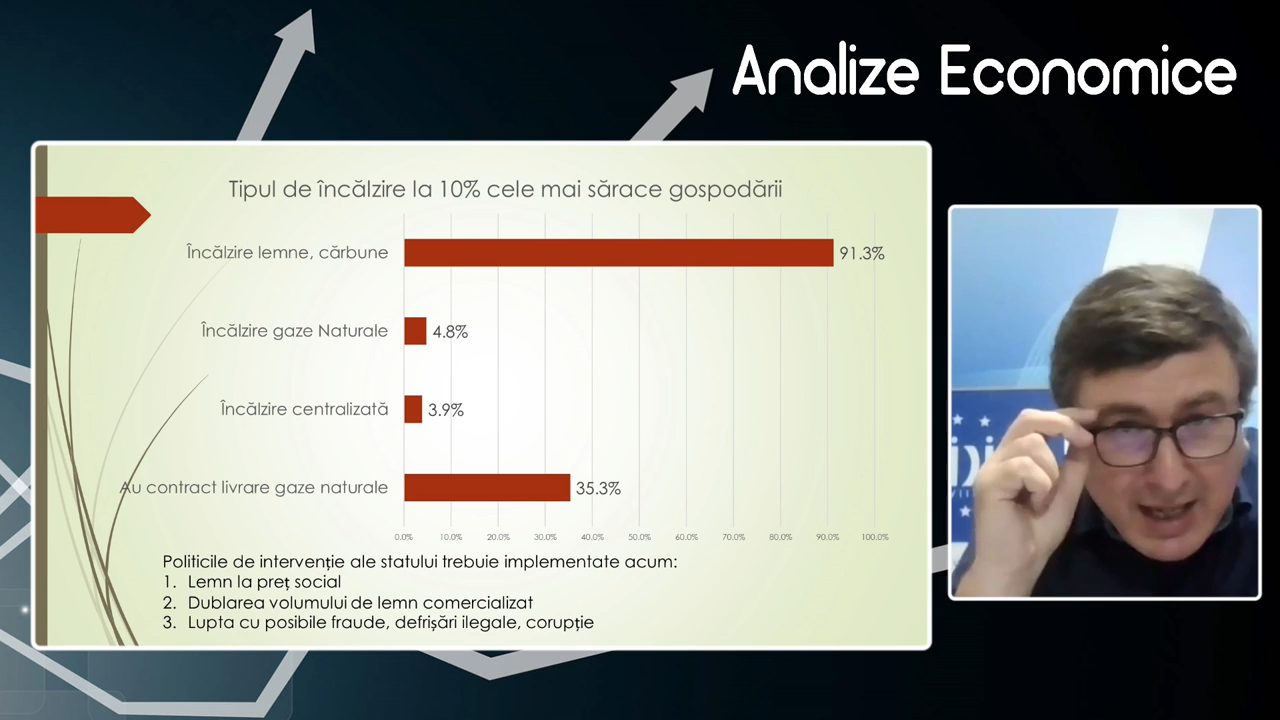 Analize Economice
Tipul de încălzire la 10% cele mai sărace gospodării
Încălzire lemne, cărbune 91.3%
Încălzire gaze Naturale 4.8%
Încălzire centralizată 3.9%
Au contract livrare gaze naturale 35.3%
0.0% 10.0% 20.0% 30.0% 40.0% 50.0% 60.0% 70.0% 80.0% 90.0% 100.0%
Politicile de intervenție ale statului trebuie implementate acum:
1. Lemn la preț social
2. Dublarea volumului de lemn comercializat
3. Lupta cu posibile fraude, defrișări ilegale, corupție